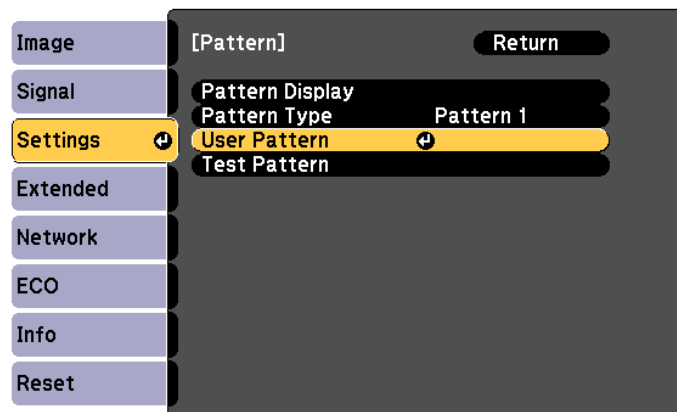 Image
Signal
Settings
Extended
Network
ECO
Info
Reset
[Pattern] Return
Pattern Display
Pattern Type Pattern 1
User Pattern
Test Pattern